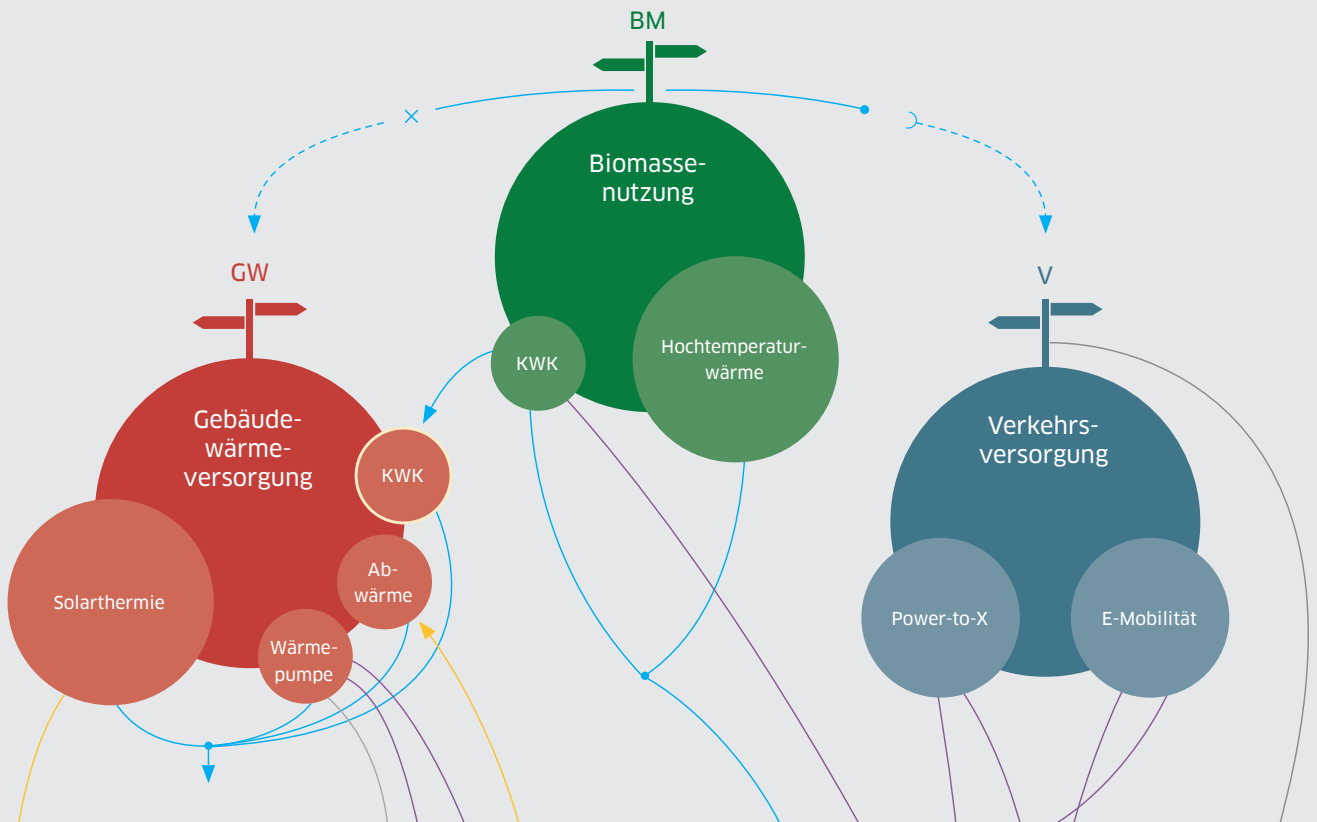 BM
Biomasse-
nutzung
KWK
Hochtemperatur-
wärme
GW
Gebäude-
wärme-
versorgung
KWK
Ab-
wärme
Solarthermie
Wärme-
pumpe
V
Verkehrs-
versorgung
Power-to-X
E-Mobilität